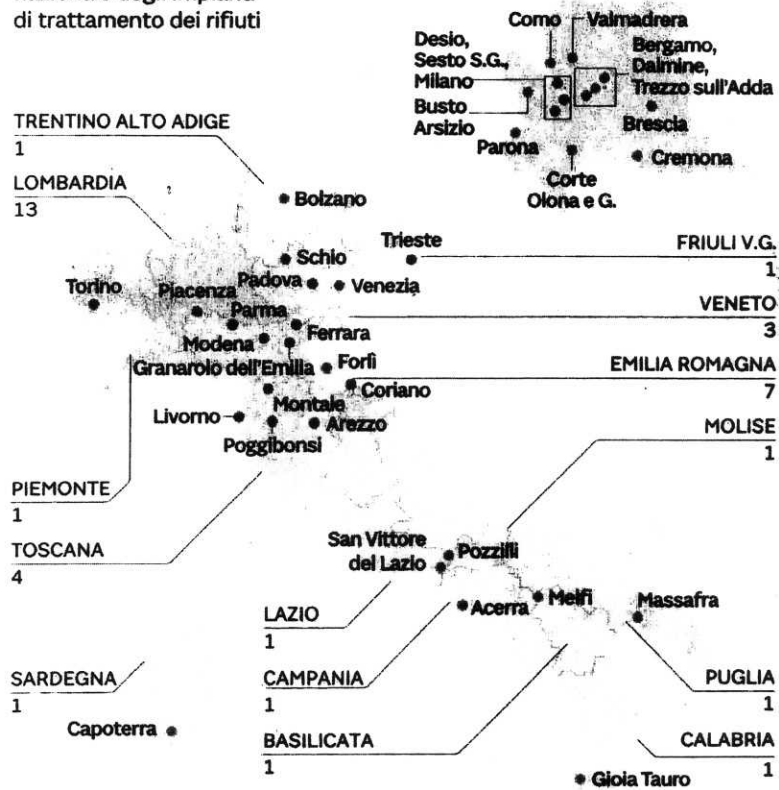 di trattamento dei rifiuti
Como
Valmadrera
Desio,
Sesto S.G.,
Milano
Busto
Arsizio
Bergamo,
Dalmine,
Trezzo sull'Adda
Brescia
Parona
Cremona
Corte
Olona e G.
TRENTINO ALTO ADIGE
1
LOMBARDIA
13
Bolzano
Schio
Trieste
FRIULI V.G.
1
Torino
Piacenza
Padova
Venezia
Parma
Ferrara
VENETO
3
Modena
Granarolo dell'Emilia
Forlì
EMILIA ROMAGNA
7
Coriano
Montale
Livorno
Arezzo
Poggibonsi
MOLISE
1
PIEMONTE
1
TOSCANA
4
San Vittore
del Lazio
Pozzilli
Melfi
Massafra
Acerra
LAZIO
1
SARDEGNA
1
CAMPANIA
1
PUGLIA
1
Capoterra
BASILICATA
1
CALABRIA
1
Gioia Tauro